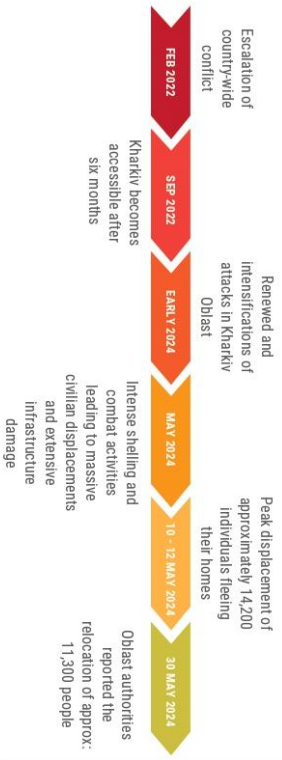 Escalation of
country-wide
conflict
FEB 2022
SEP 2022
Kharkiv becomes
accessible after
six months
Renewed and
intensifications of
attacks in Kharkiv
Oblast
EARLY 2024
MAY 2024
Intense shelling and
combat activities
leading to massive
civilian displacements
and extensive
infrastructure
damage
Peak displacement of
approximately 14,200
individuals fleeing
their homes
10 - 12 MAY 2024
30 MAY 2024
Oblast authorities
reported the
relocation of approx:
11,300 people